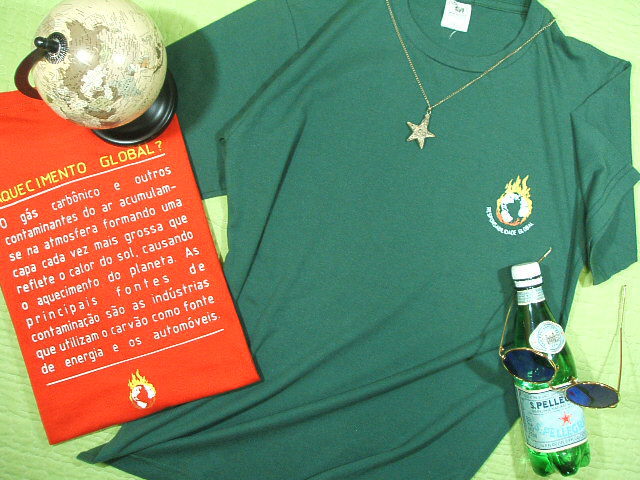 AQUECIMENTO GLOBAL?
O gás carbônico e outros
contaminantes do ar acumulam-
se na atmosfera formando uma
capa cada vez mais grossa que
reflete o calor do sol, causando
o aquecimento do planeta. As
principais fontes de
contaminação são as indústrias
que utilizam o carvão como fonte
de energia e os automóveis.
RESPONSABILIDADE GLOBAL
S.PELLEG